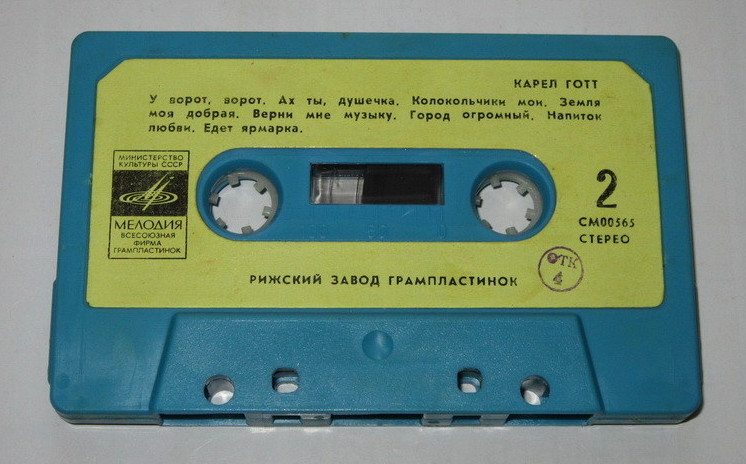 КАРЕЛ ГОТТ
У ворот, ворот. Ах ты, душечка. Колокольчики мои. Земля
моя добрая. Верни мне музыку. Город огромный. Напиток
любви. Едет ярмарка.
МИНИСТЕРСТВО
КУЛЬТУРЫ СССР
МЕЛОДИЯ
ВСЕСОЮЗНАЯ
ФИРМА
ГРАМПЛАСТИНОК
2
СМ00565
СТЕРЕО
РИЖСКИЙ ЗАВОД ГРАМПЛАСТИНОК
ОТК
4